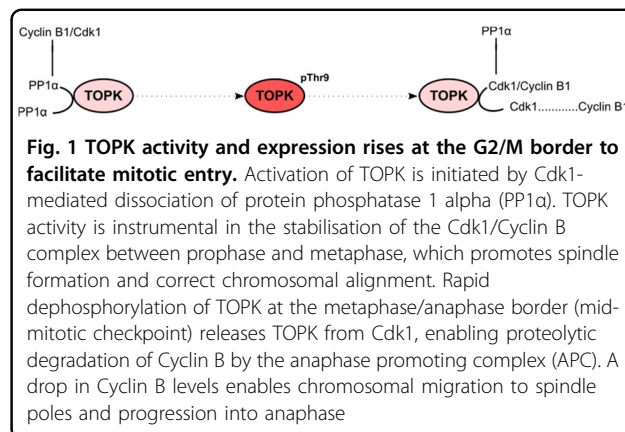 Cyclin B1/Cdk1
PP1α
PP1α
TOPK
TOPK
pThr9
PP1α
TOPK
Cdk1/Cyclin B1
Cdk1............Cyclin B1
Fig. 1 TOPK activity and expression rises at the G2/M border to
facilitate mitotic entry. Activation of TOPK is initiated by Cdk1-
mediated dissociation of protein phosphatase 1 alpha (PP1α). TOPK
activity is instrumental in the stabilisation of the Cdk1/Cyclin B
complex between prophase and metaphase, which promotes spindle
formation and correct chromosomal alignment. Rapid
dephosphorylation of TOPK at the metaphase/anaphase border (mid-
mitotic checkpoint) releases TOPK from Cdk1, enabling proteolytic
degradation of Cyclin B by the anaphase promoting complex (APC). A
drop in Cyclin B levels enables chromosomal migration to spindle
poles and progression into anaphase